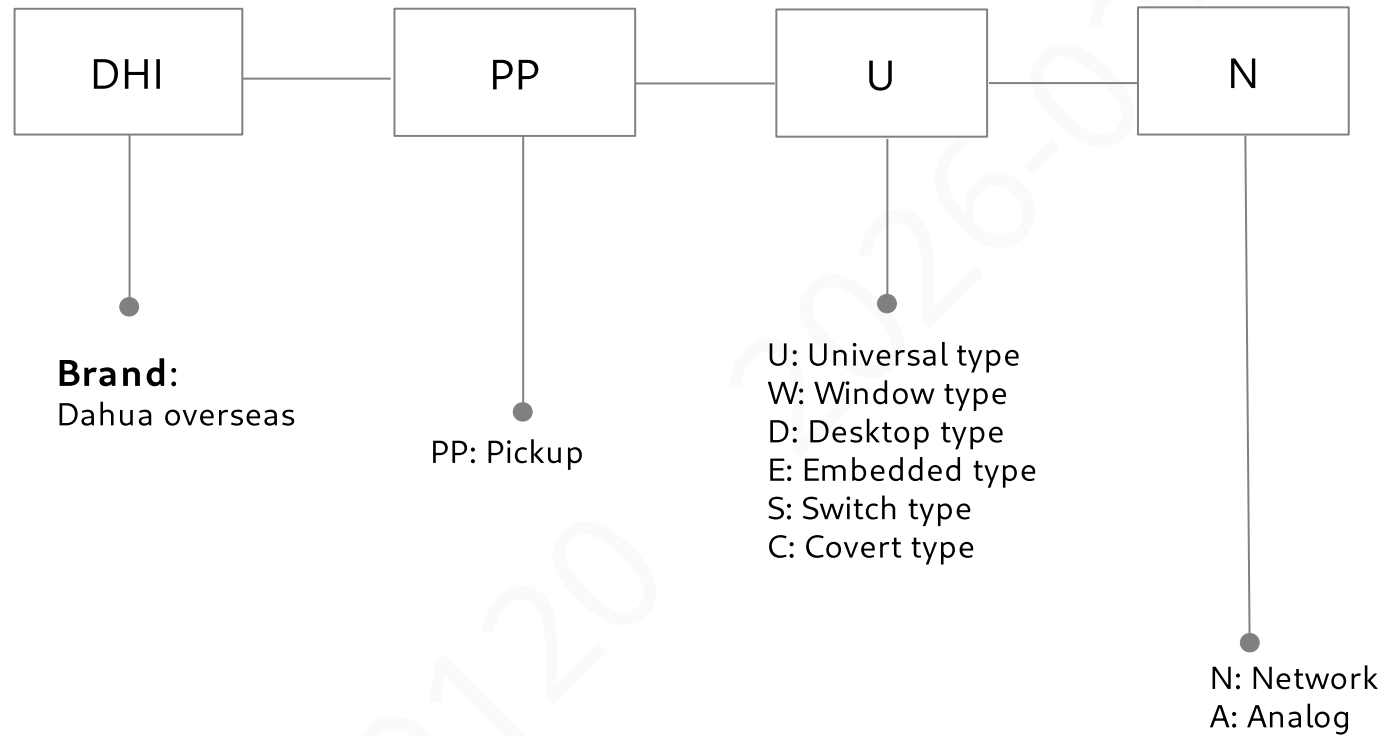 DHI
PP
U
N
Brand:
Dahua overseas
PP: Pickup
U: Universal type
W: Window type
D: Desktop type
E: Embedded type
S: Switch type
C: Covert type
N: Network
A: Analog